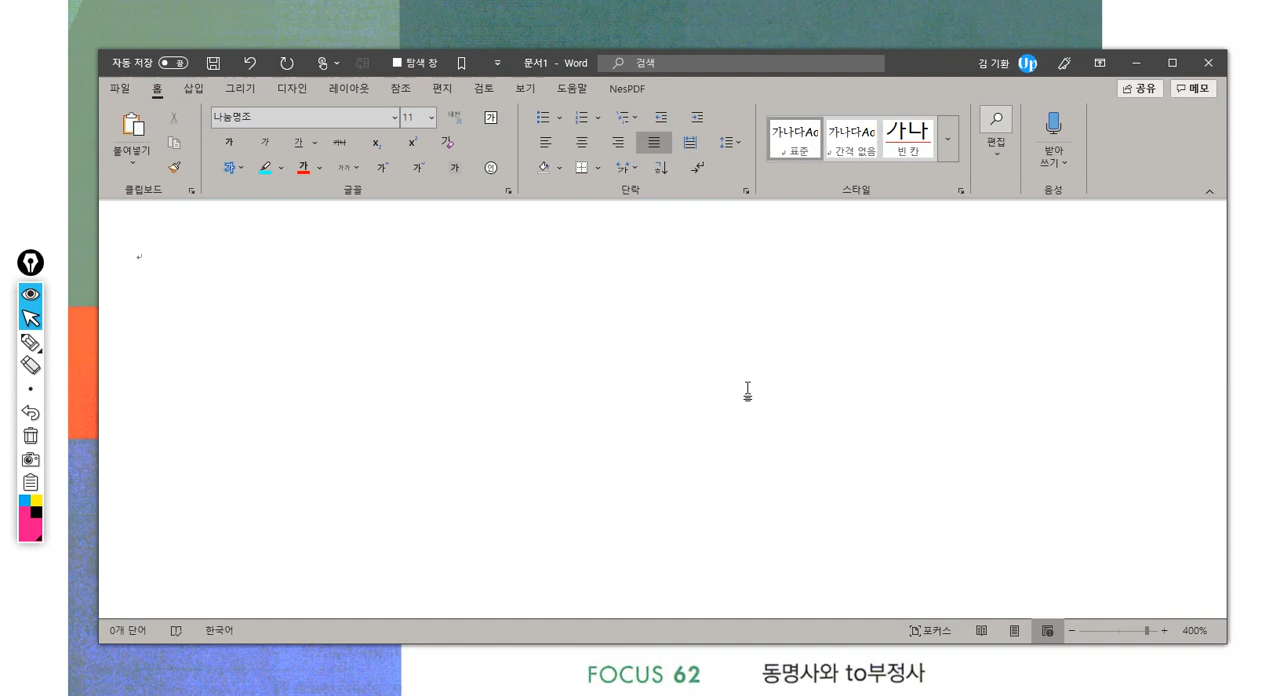 자동 저장 끔 탐색 창 문서1 - Word 검색 김 기환
파일 홈 삽입 그리기 디자인 레이아웃 참조 편지 검토 보기 도움말 NesPDF 공유 메모
나눔명조 11
붙여넣기
가나다Ac 가나다Ac 가나
↲ 표준 ↲ 간격 없음 빈 칸
편집
받아
쓰기
클립보드 글꼴 단락 스타일 음성
0개 단어 한국어 포커스 400%
FOCUS 62 동명사와 to부정사